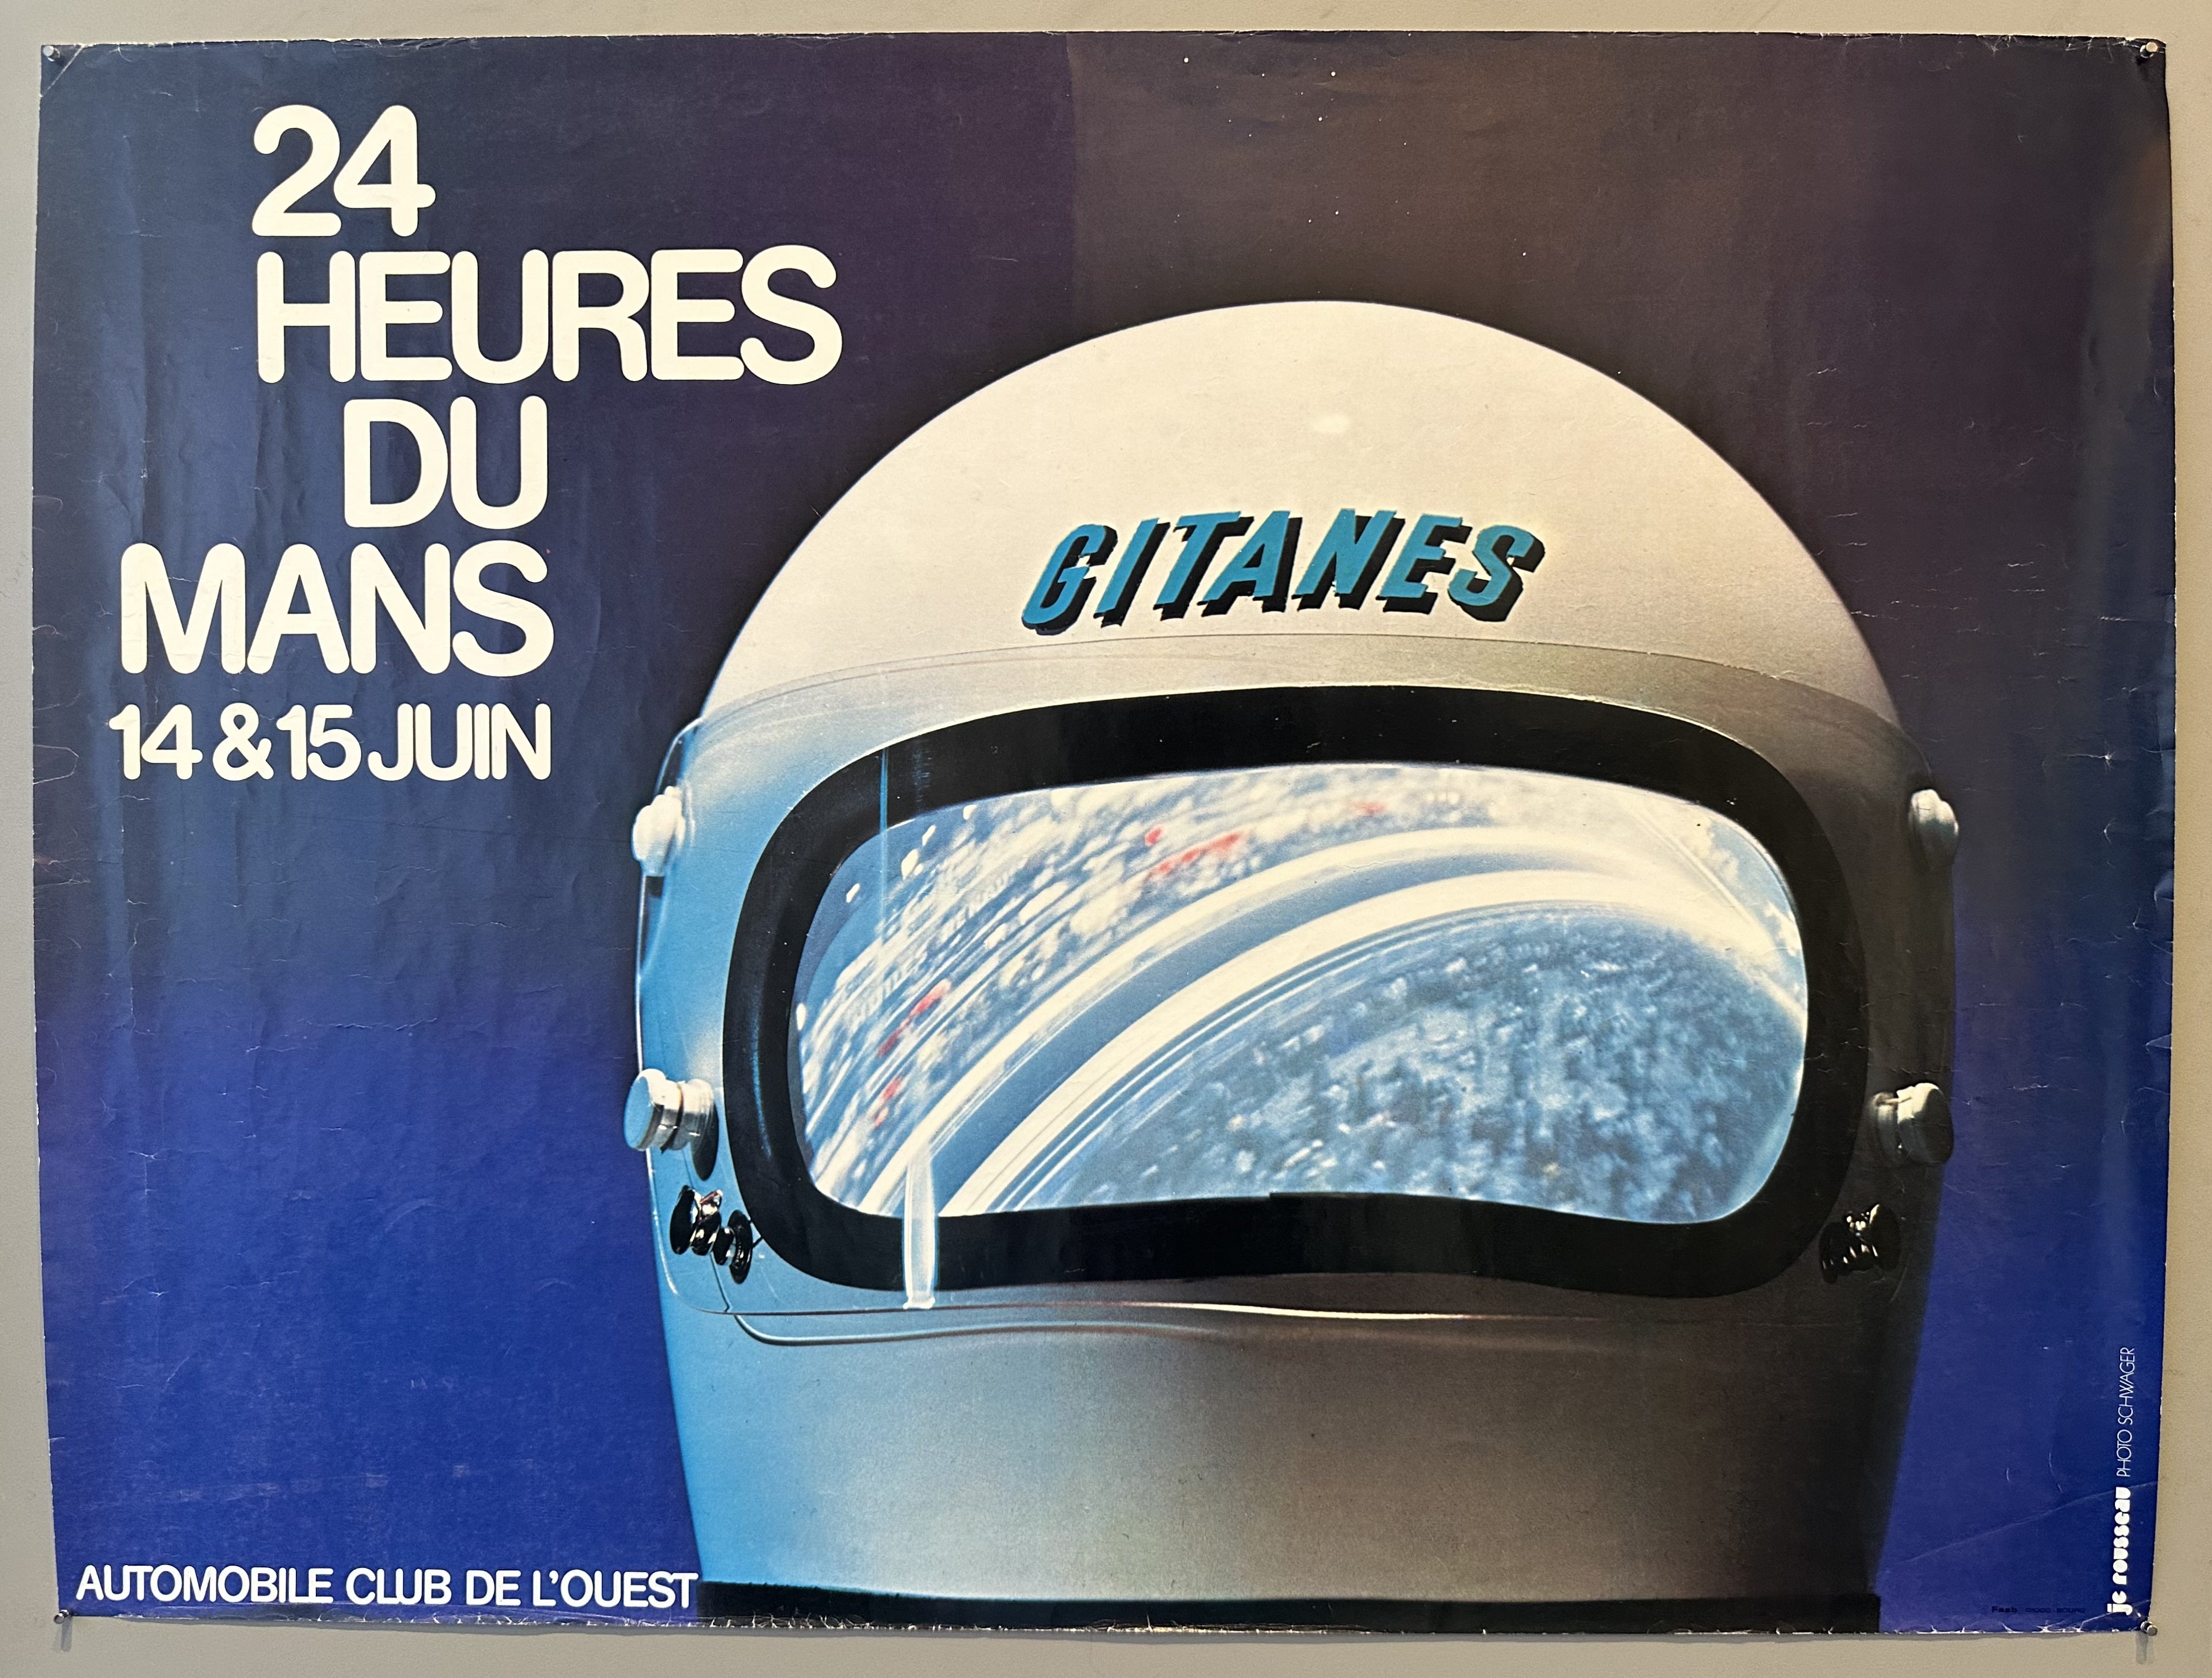 24
HEURES
DU
MANS
14 & 15 JUIN
GITANES
AUTOMOBILE CLUB DE L'OUEST
jc rousseau PHOTO SCHWAGER